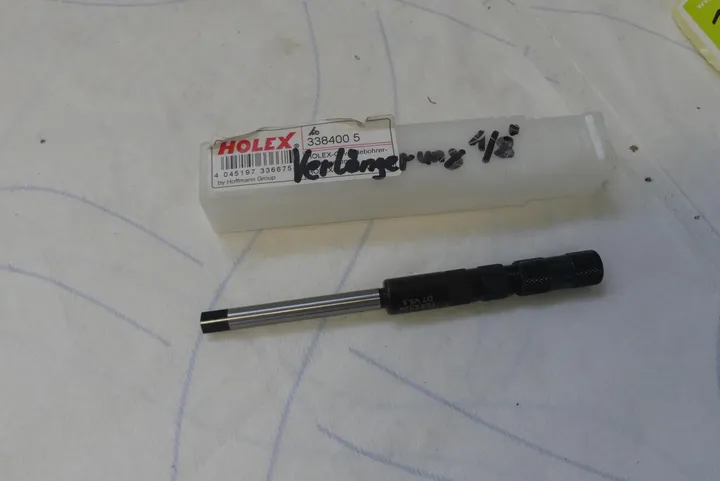 HOLEX
338400 5
4 045197 336675
by Hoffmann Group
Verlängerung 1/8"